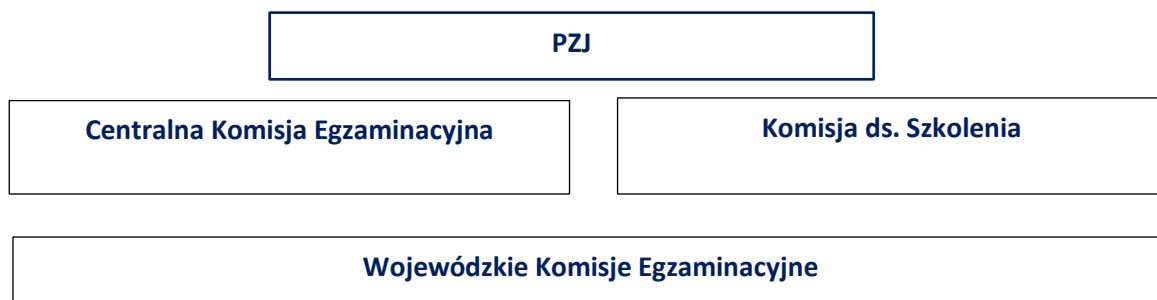 PZJ
Centralna Komisja Egzaminacyjna
Komisja ds. Szkolenia
Wojewódzkie Komisje Egzaminacyjne